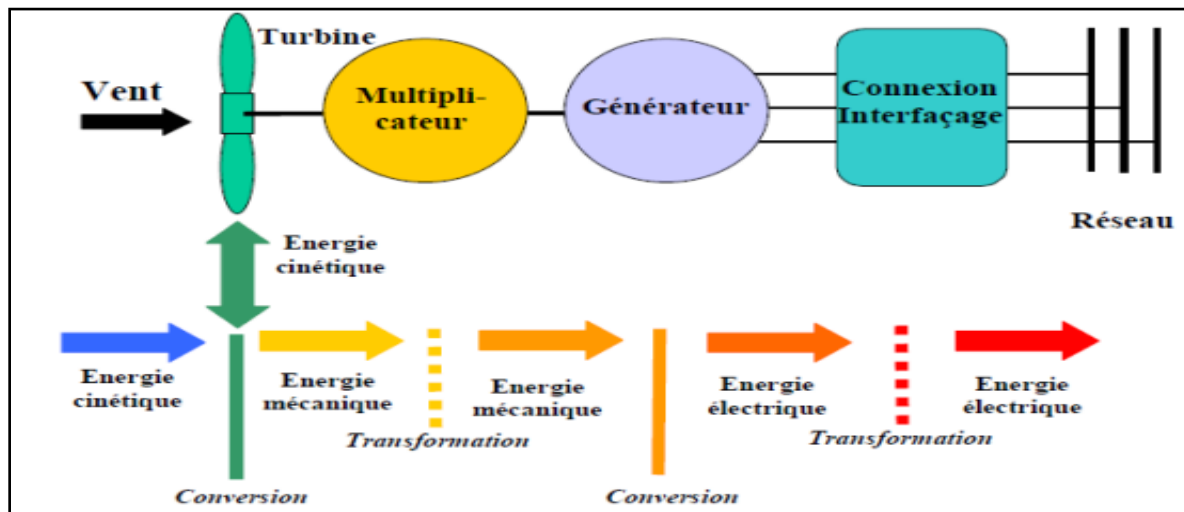 Turbine
Vent
Multipli-
cateur
Générateur
Connexion
Interfaçage
Réseau
Energie
cinétique
Energie
cinétique
Energie
mécanique
Energie
mécanique
Energie
électrique
Energie
électrique
Transformation
Transformation
Conversion
Conversion